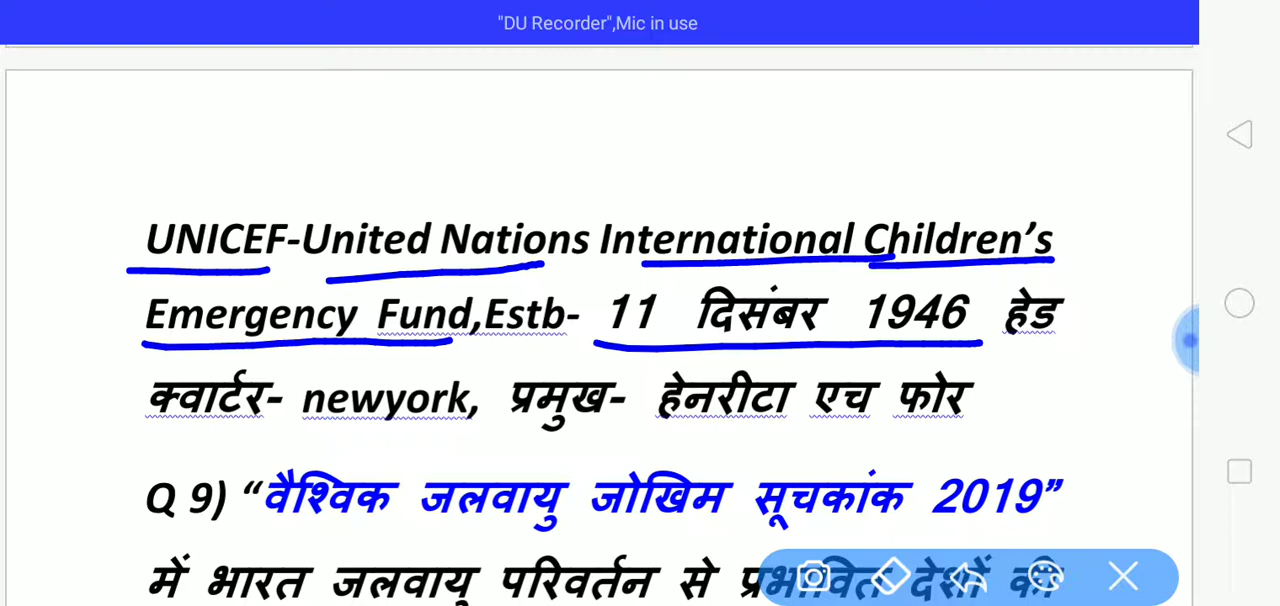 "DU Recorder",Mic in use
UNICEF-United Nations International Children’s
Emergency Fund,Estb- 11 दिसंबर 1946 हेड
क्वार्टर- newyork, प्रमुख- हेनरीटा एच फोर
Q 9) “वैश्विक जलवायु जोखिम सूचकांक 2019”
में भारत जलवायु परिवर्तन से प्रभावित देशों की